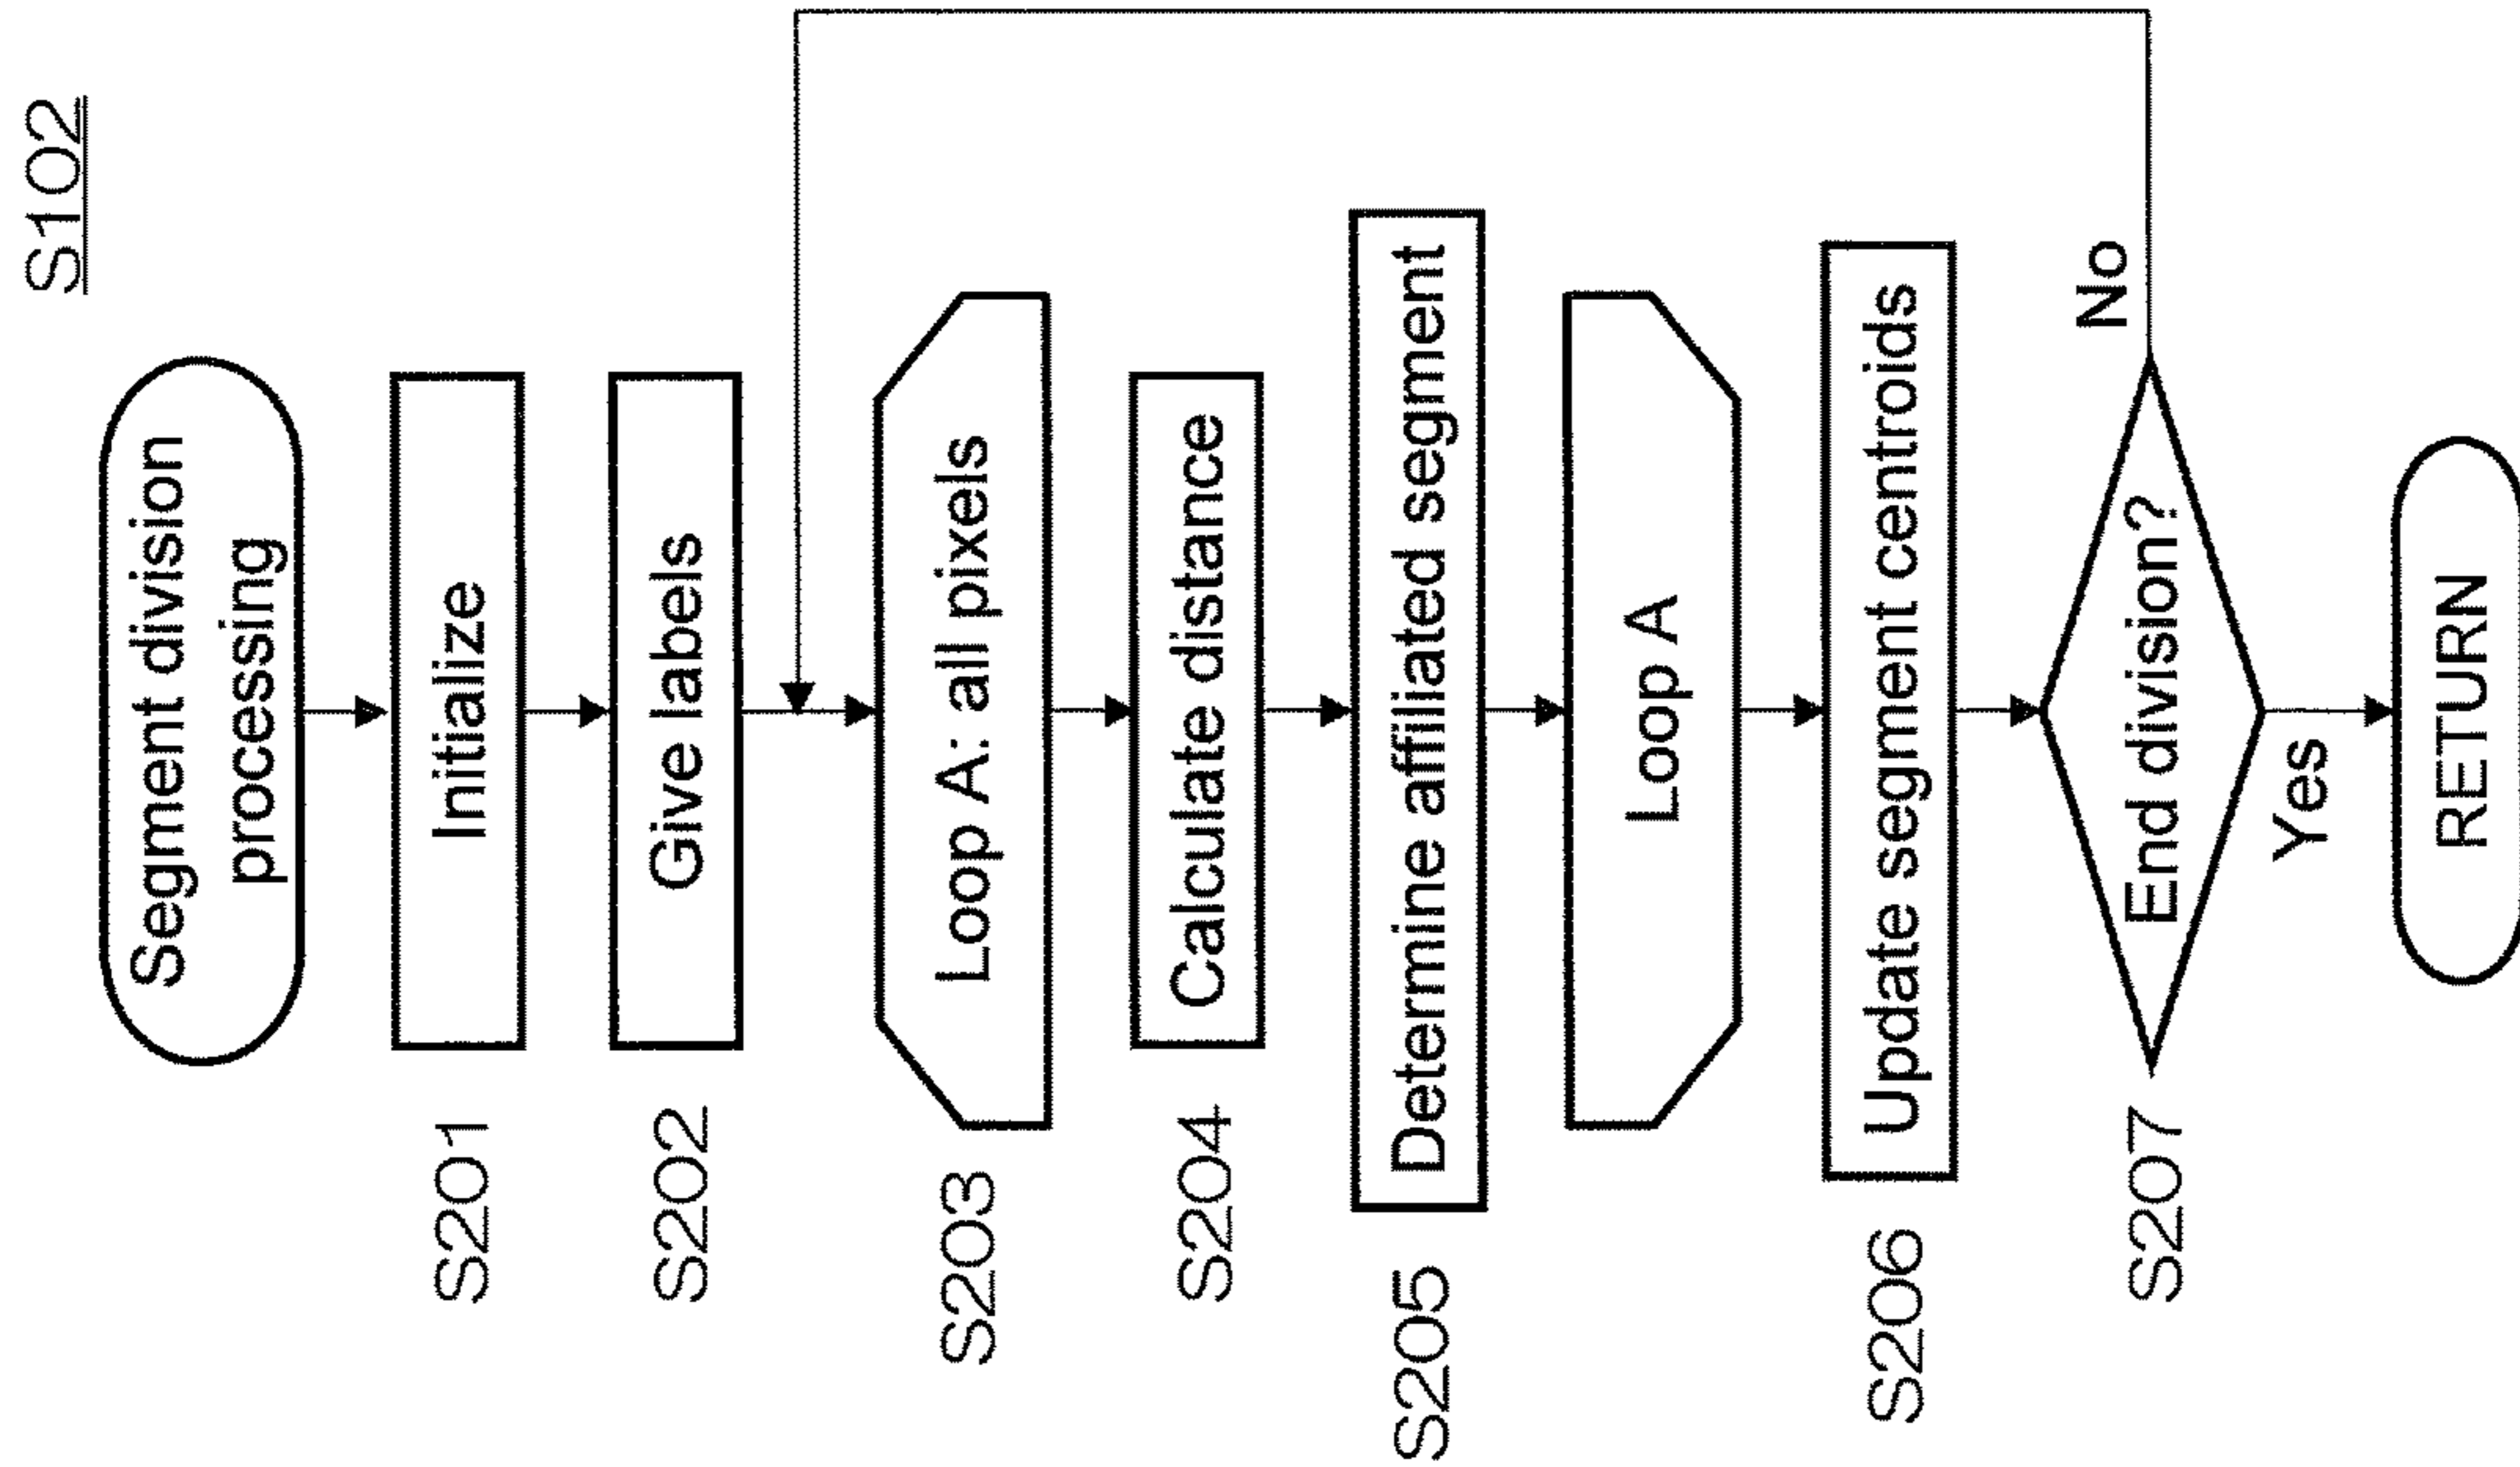 S102
Segment division
processing
S201
Initialize
S202
Give labels
S203
Loop A: all pixels
S204
Calculate distance
S205
Determine affiliated segment
Loop A
S206
Update segment centroids
S207
End division?
No
Yes
RETURN